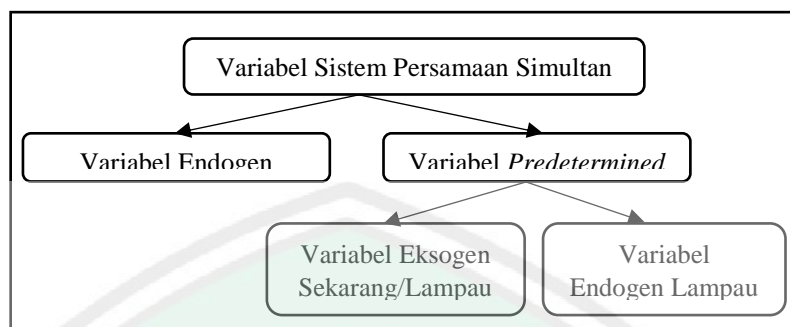 Variabel Sistem Persamaan Simultan
Variabel Endogen
Variabel Predetermined
Variabel Eksogen
Sekarang/Lampau
Variabel
Endogen Lampau